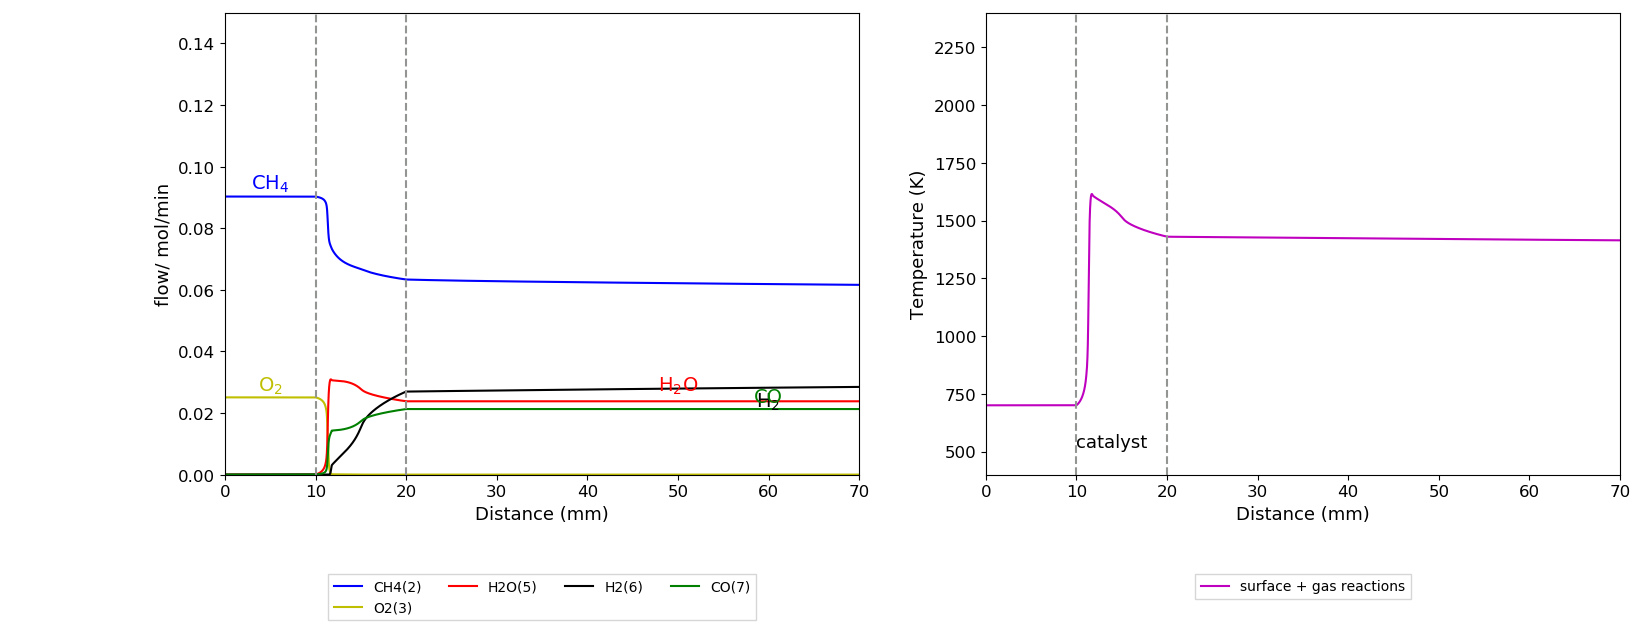 0.14
0.12
0.10
0.08
0.06
0.04
0.02
0.00
flow/ mol/min
CH₄
O₂
H₂O
CO
H₂
0 10 20 30 40 50 60 70
Distance (mm)
CH4(2) H2O(5) H2(6) CO(7)
O2(3)
2250
2000
1750
1500
1250
1000
750
500
Temperature (K)
catalyst
0 10 20 30 40 50 60 70
Distance (mm)
surface + gas reactions